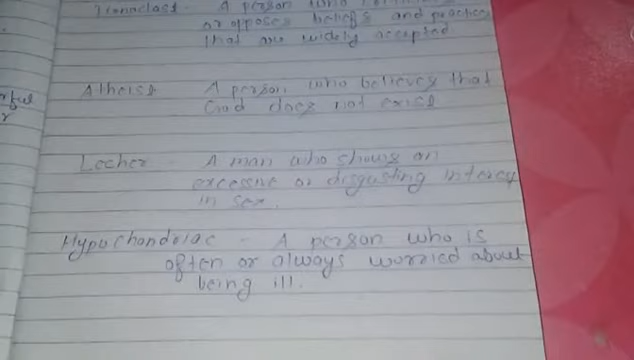 Iconoclast - A person who
or opposes beliefs and practices
that are widely accepted.
Atheist A person who believes that
God does not exist
Lecher - A man who shows an
excessive or disgusting interest
in sex.
Hypochondriac - A person who is
often or always worried about
being ill.